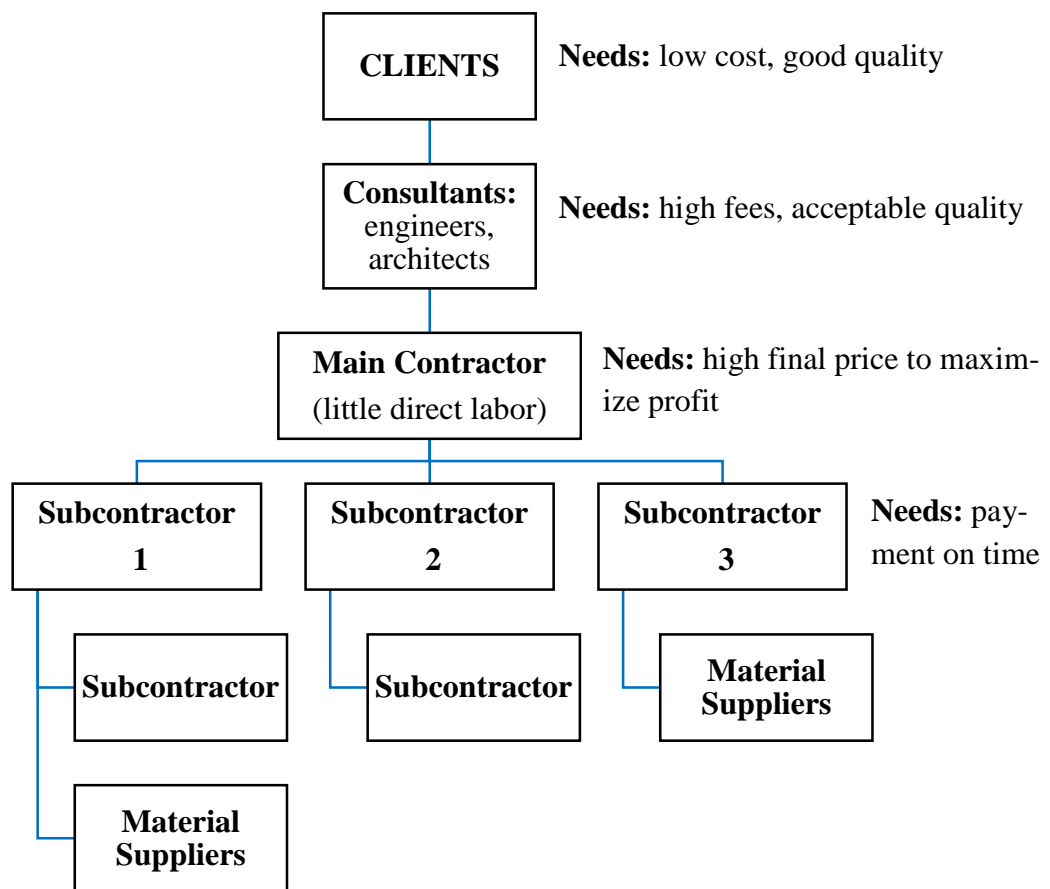 CLIENTS
Needs: low cost, good quality
Consultants:
engineers,
architects
Needs: high fees, acceptable quality
Main Contractor
(little direct labor)
Needs: high final price to maxim-
ize profit
Subcontractor
1
Subcontractor
2
Subcontractor
3
Needs: pay-
ment on time
Subcontractor
Subcontractor
Material
Suppliers
Material
Suppliers